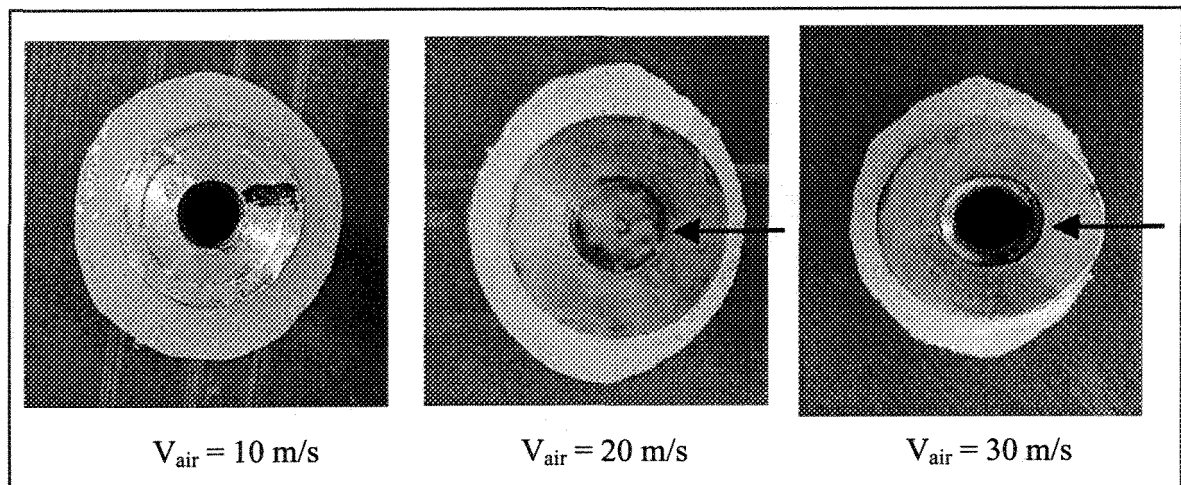 V_air = 10 m/s
V_air = 20 m/s
V_air = 30 m/s